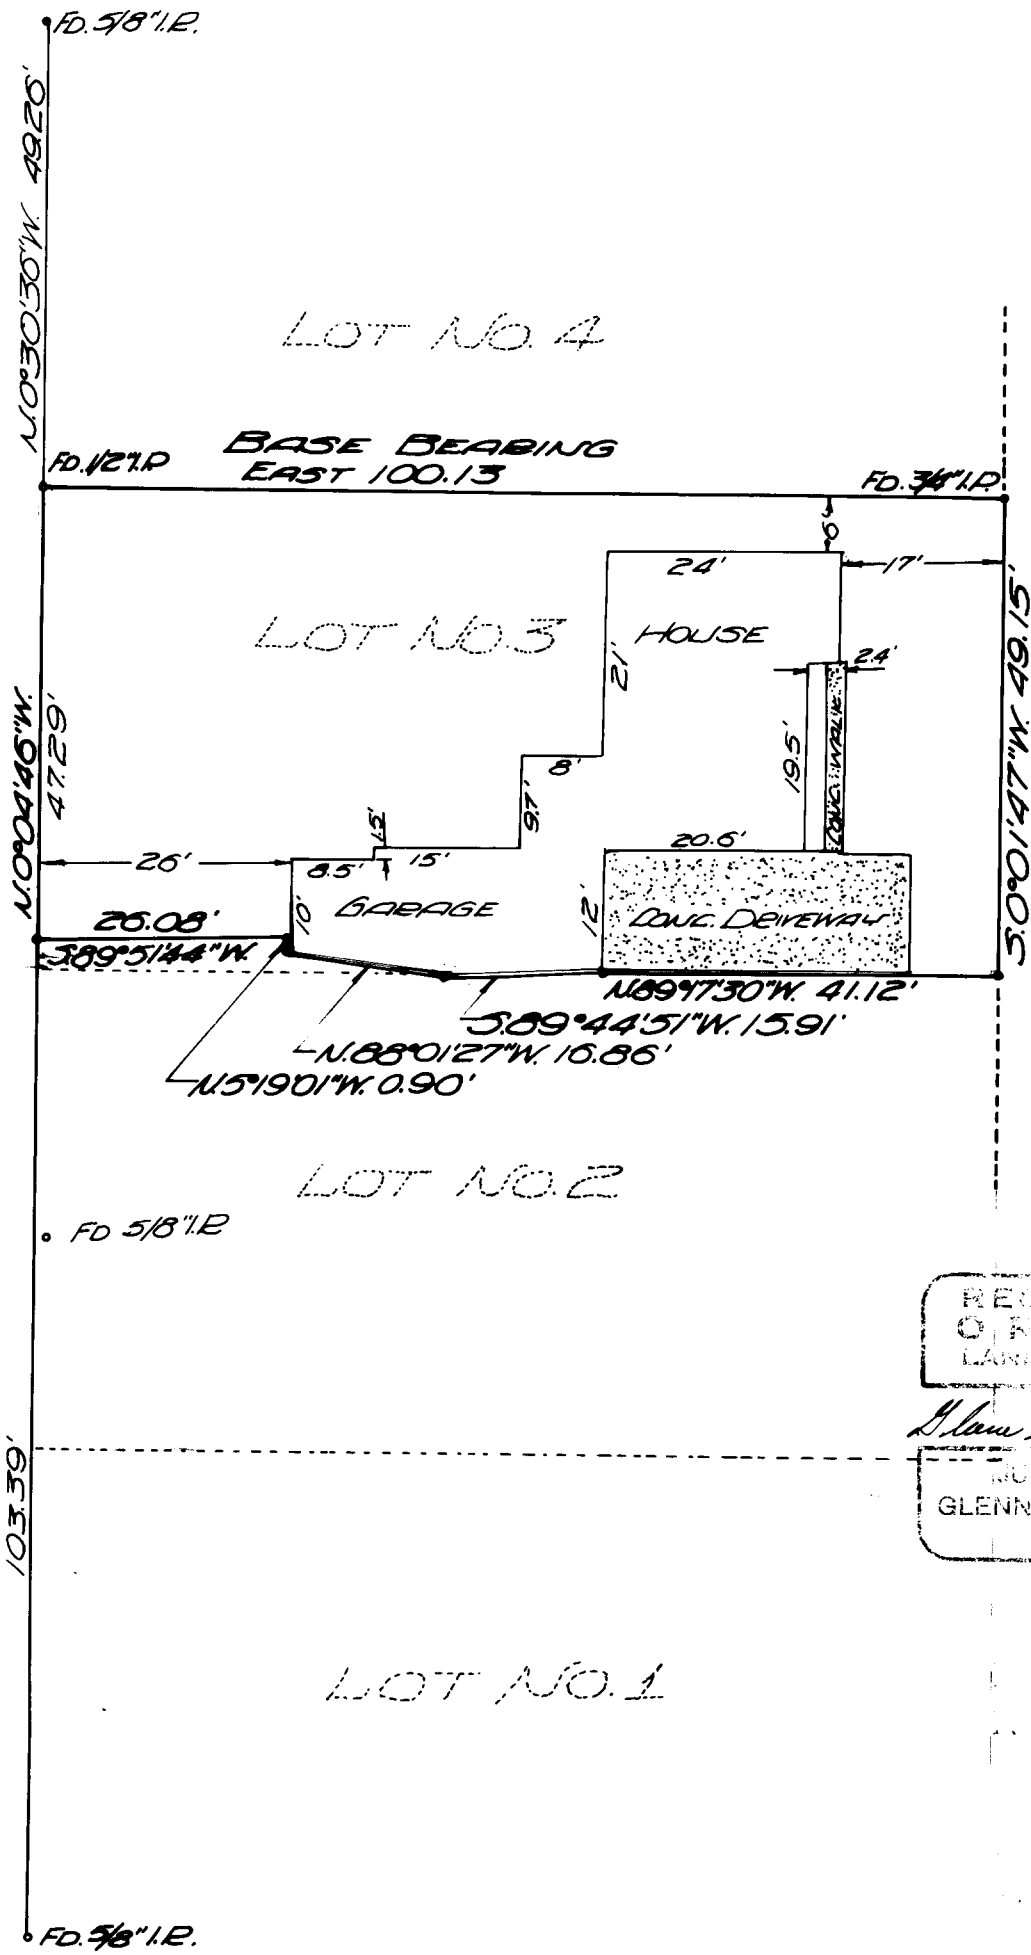 FD. 5/8" I.P.
N.0°30'36"W. 49.26'
LOT NO. 4
BASE BEARING
EAST 100.13
FD. 1/2" I.P.
FD. 3/4" I.P.
6'
24'
17'
LOT NO. 3
HOUSE
21'
2.4'
S.0°01'47"W. 49.15'
N.0°04'46"W.
47.29'
19.5'
CONC. WALK
8'
9.7'
1.5'
20.6'
26'
8.5'
15'
10'
GARAGE
12'
CONC. DRIVEWAY
26.08'
S.89°51'44"W.
N.89°17'30"W. 41.12'
S.89°44'51"W. 15.91'
N.88°01'27"W. 16.86'
N.5°19'01"W. 0.90'
LOT NO. 2
FD 5/8" I.P.
103.39'
GLENN
LOT NO. 1
FD. 5/8" I.P.